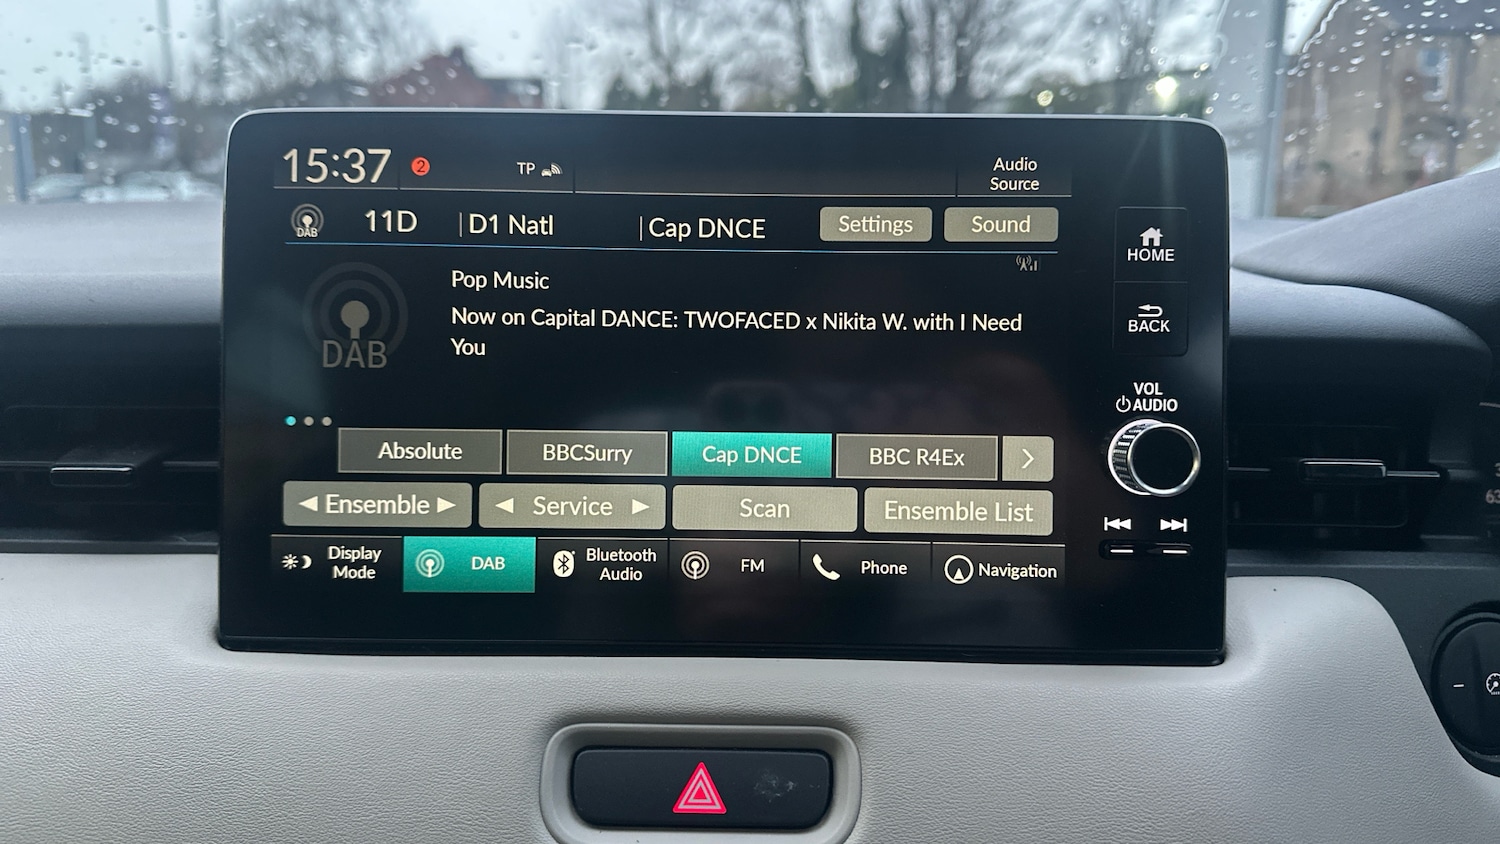 15:37
2
TP
Audio
Source
DAB
11D
D1 Natl
Cap DNCE
Settings
Sound
HOME
Pop Music
Now on Capital DANCE: TWOFACED x Nikita W. with I Need
You
DAB
BACK
VOL
AUDIO
Absolute
BBCSurry
Cap DNCE
BBC R4Ex
Ensemble
Service
Scan
Ensemble List
Display
Mode
DAB
Bluetooth
Audio
FM
Phone
Navigation